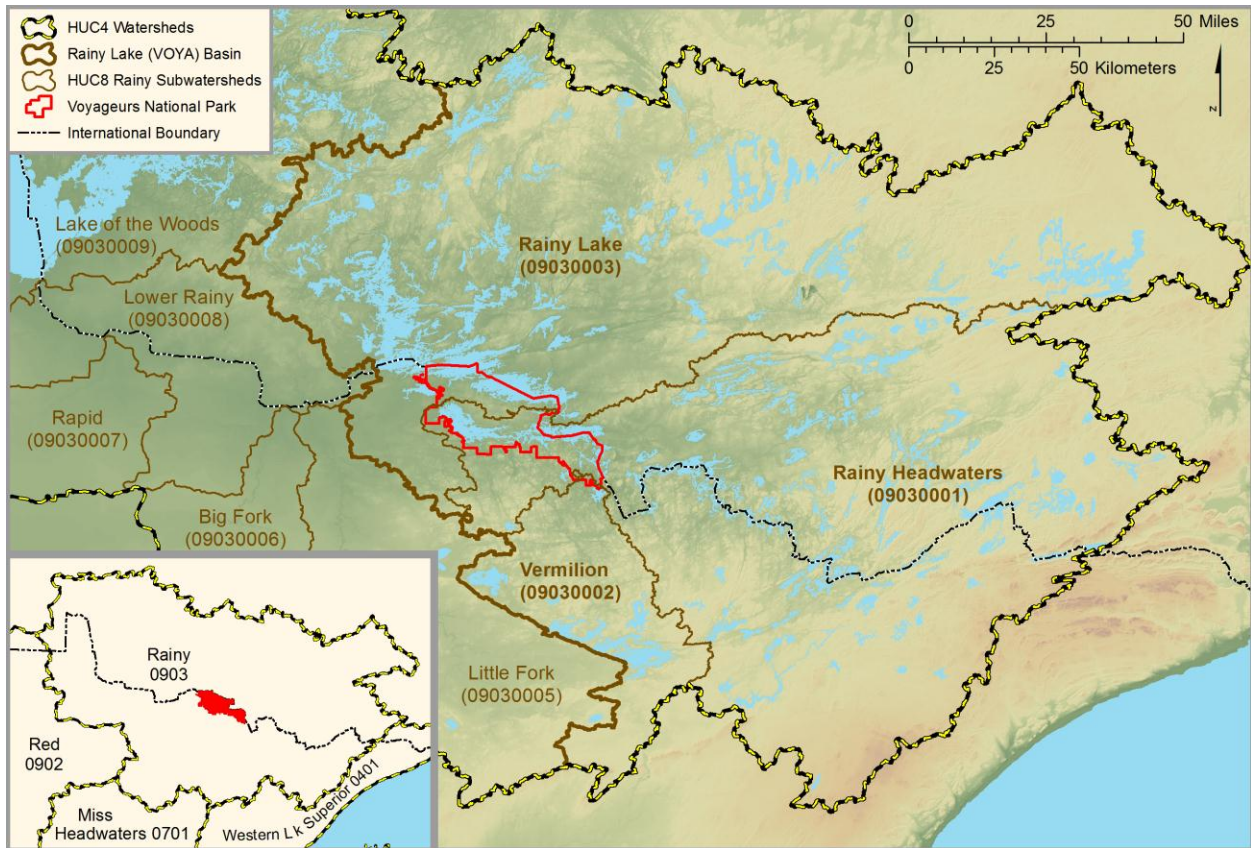 HUC4 Watersheds
Rainy Lake (VOYA) Basin
HUC8 Rainy Subwatersheds
Voyageurs National Park
International Boundary
0 25 50 Miles
0 25 50 Kilometers
z
Lake of the Woods
(09030009)
Lower Rainy
(09030008)
Rainy Lake
(09030003)
Rapid
(09030007)
Big Fork
(09030006)
Rainy Headwaters
(09030001)
Vermilion
(09030002)
Little Fork
(09030005)
Rainy
0903
Red
0902
Miss
Headwaters 0701
Western Lk Superior 0401